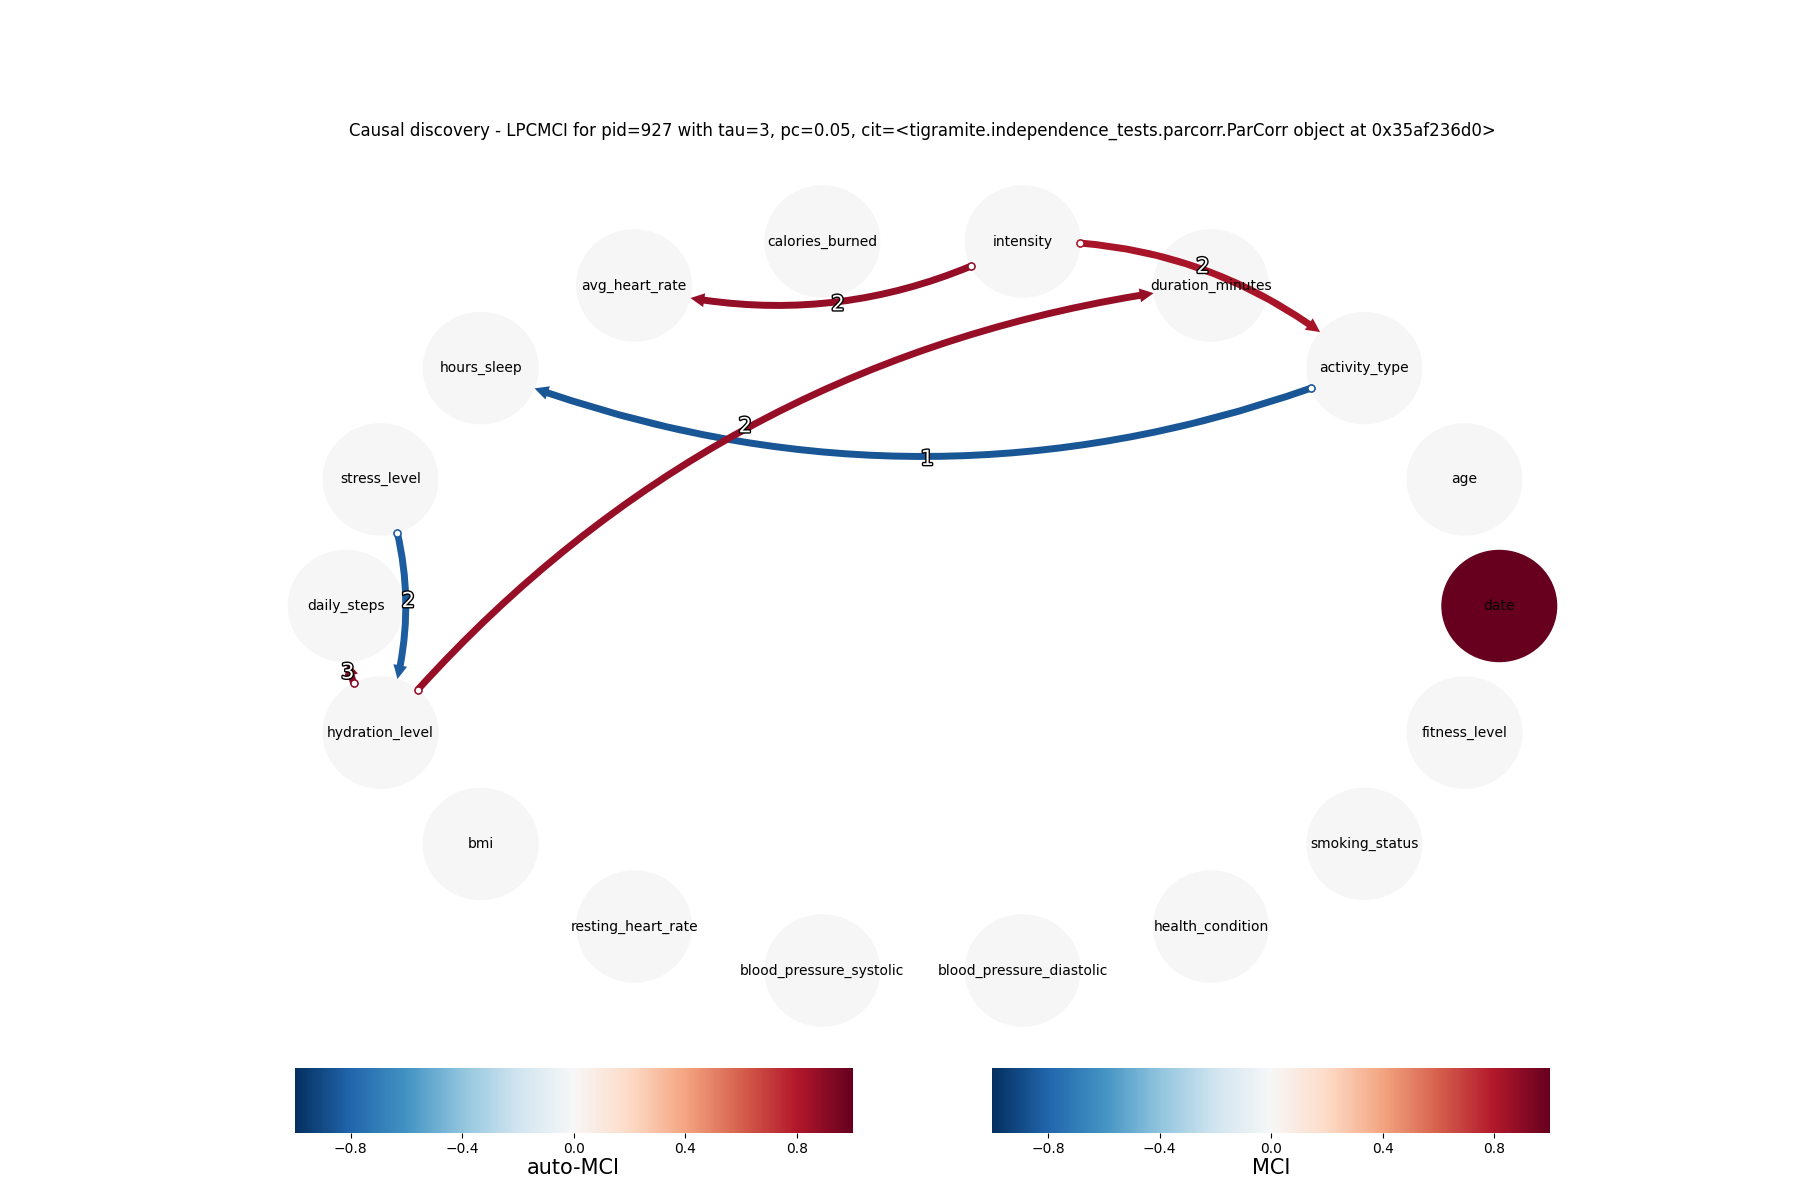 Causal discovery - LPCMCI for pid=927 with tau=3, pc=0.05, cit=<tigramite.independence_tests.parcorr.ParCorr object at 0x35af236d0>
calories_burned
intensity
2
avg_heart_rate
duration_minutes
2
hours_sleep
activity_type
2
1
stress_level
age
2
daily_steps
date
3
hydration_level
fitness_level
bmi
smoking_status
resting_heart_rate
health_condition
blood_pressure_systolic
blood_pressure_diastolic
−0.8 −0.4 0.0 0.4 0.8
auto-MCI
−0.8 −0.4 0.0 0.4 0.8
MCI